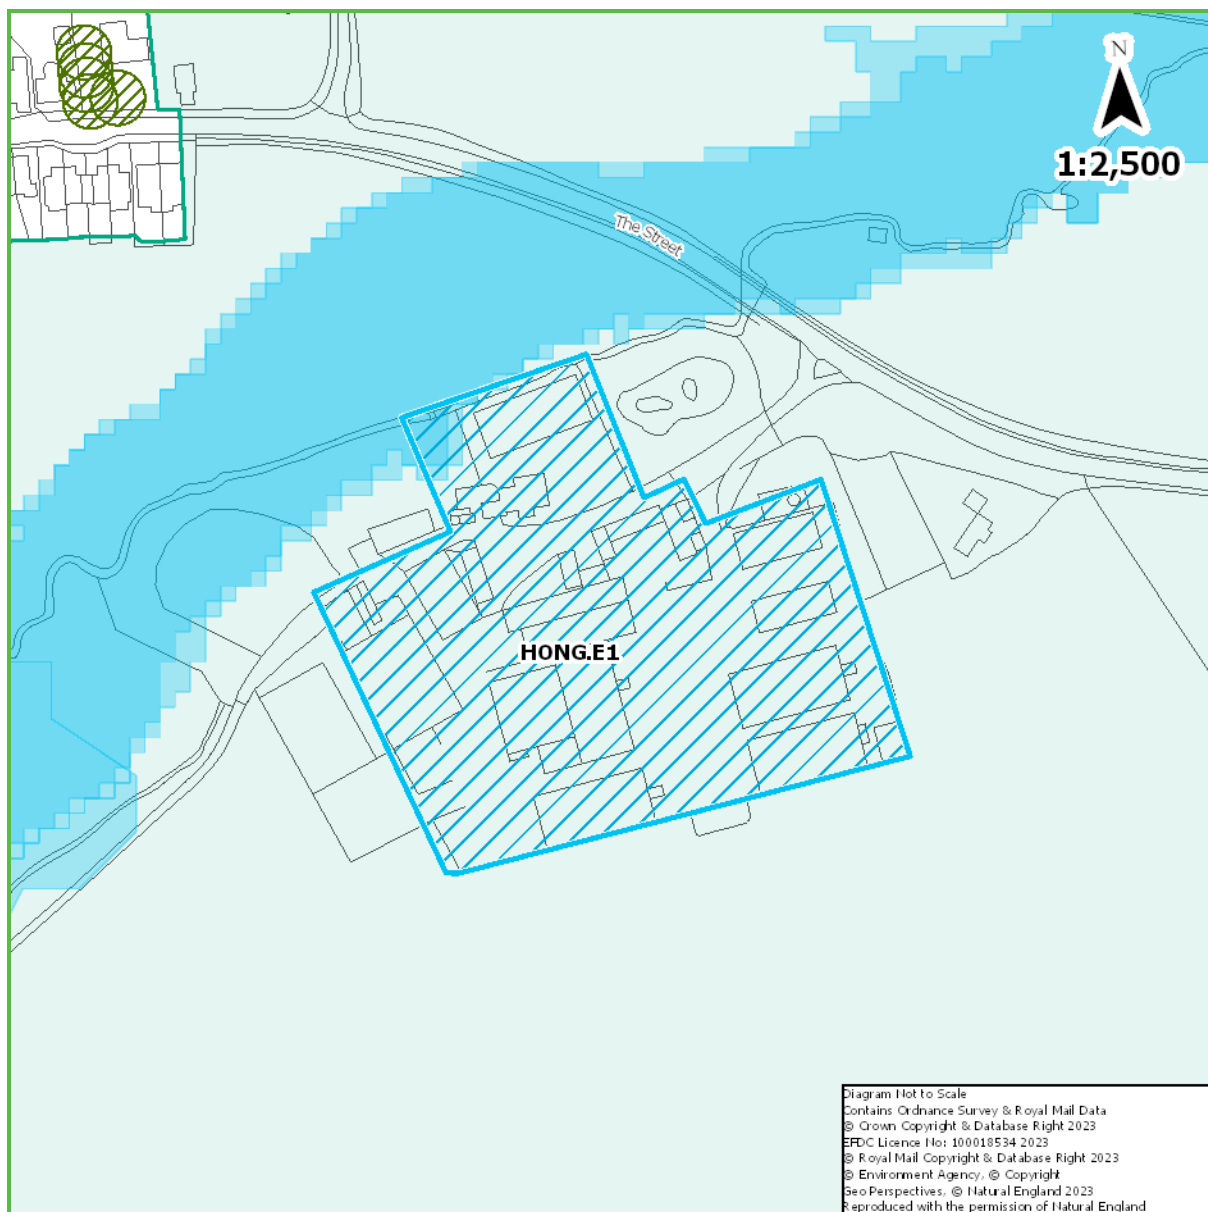 N
1:2,500
The Street
HONG.E1
Diagram Not to Scale
Contains Ordnance Survey & Royal Mail Data
© Crown Copyright & Database Right 2023
EFDC Licence No: 100018534 2023
© Royal Mail Copyright & Database Right 2023
© Environment Agency, © Copyright
Geo Perspectives, © Natural England 2023
Reproduced with the permission of Natural England